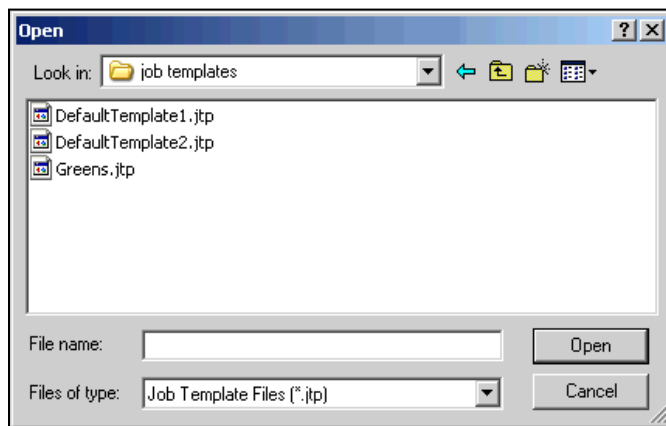 Open
Look in: job templates
DefaultTemplate1.jtp
DefaultTemplate2.jtp
Greens.jtp
File name: Open
Files of type: Job Template Files (*.jtp) Cancel